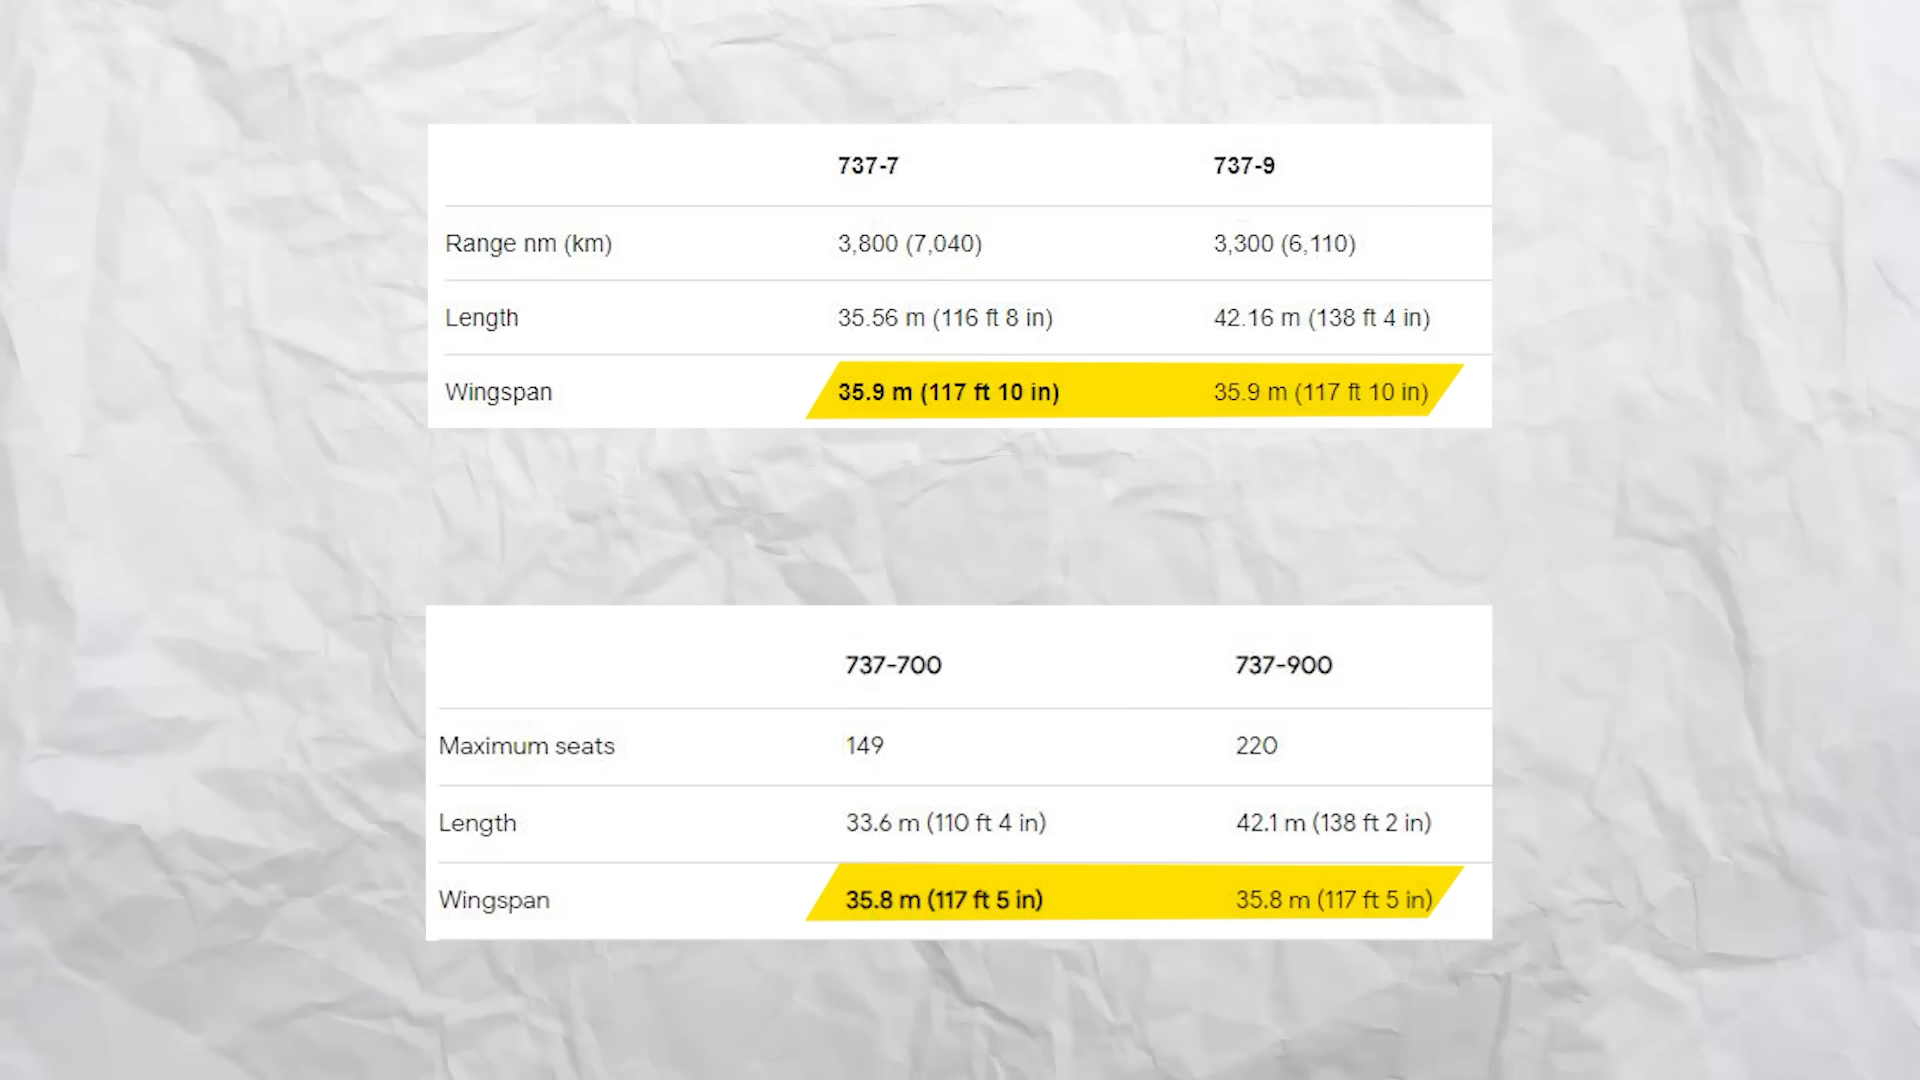 737-7 737-9
Range nm (km) 3,800 (7,040) 3,300 (6,110)
Length 35.56 m (116 ft 8 in) 42.16 m (138 ft 4 in)
Wingspan 35.9 m (117 ft 10 in) 35.9 m (117 ft 10 in)
737-700 737-900
Maximum seats 149 220
Length 33.6 m (110 ft 4 in) 42.1 m (138 ft 2 in)
Wingspan 35.8 m (117 ft 5 in) 35.8 m (117 ft 5 in)